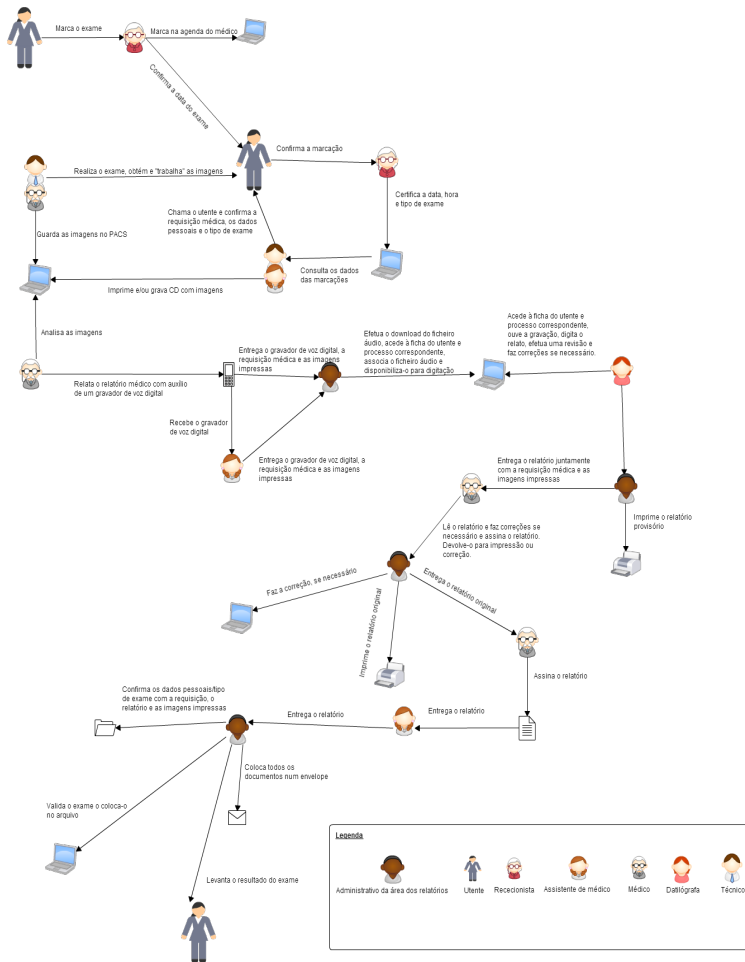 Marca o exame
Marca na agenda do médico
Confirma a data do exame
Confirma a marcação
Realiza o exame, obtém e "trabalha" as imagens
Certifica a data, hora
e tipo de exame
Chama o utente e confirma a
requisição médica, os dados
pessoais e o tipo de exame
Guarda as imagens no PACS
Consulta os dados
das marcações
Imprime e/ou grava CD com imagens
Analisa as imagens
Relata o relatório médico com auxílio
de um gravador de voz digital
Entrega o gravador de voz digital, a
requisição médica e as imagens
impressas
Efetua o download do ficheiro
áudio, acede à ficha do utente e
processo correspondente,
associa o ficheiro áudio e
disponibiliza-o para digitação
Acede à ficha do utente e
processo correspondente,
ouve a gravação, digita o
relato, efetua uma revisão e
faz correções se necessário.
Recebe o gravador
de voz digital
Entrega o gravador de voz digital, a
requisição médica e as imagens
impressas
Entrega o relatório juntamente
com a requisição médica e as
imagens impressas
Imprime o relatório
provisório
Lê o relatório e faz correções se
necessário e assina o relatório.
Devolve-o para impressão ou
correção.
Faz a correção, se necessário
Entrega o relatório original
Imprime o relatório original
Assina o relatório
Entrega o relatório
Entrega o relatório
Confirma os dados pessoais/tipo
de exame com a requisição, o
relatório e as imagens impressas
Coloca todos os
documentos num envelope
Valida o exame o coloca-o
no arquivo
Levanta o resultado do exame
Legenda
Administrativo da área dos relatórios
Utente
Rececionista
Assistente de médico
Médico
Datilógrafa
Técnico